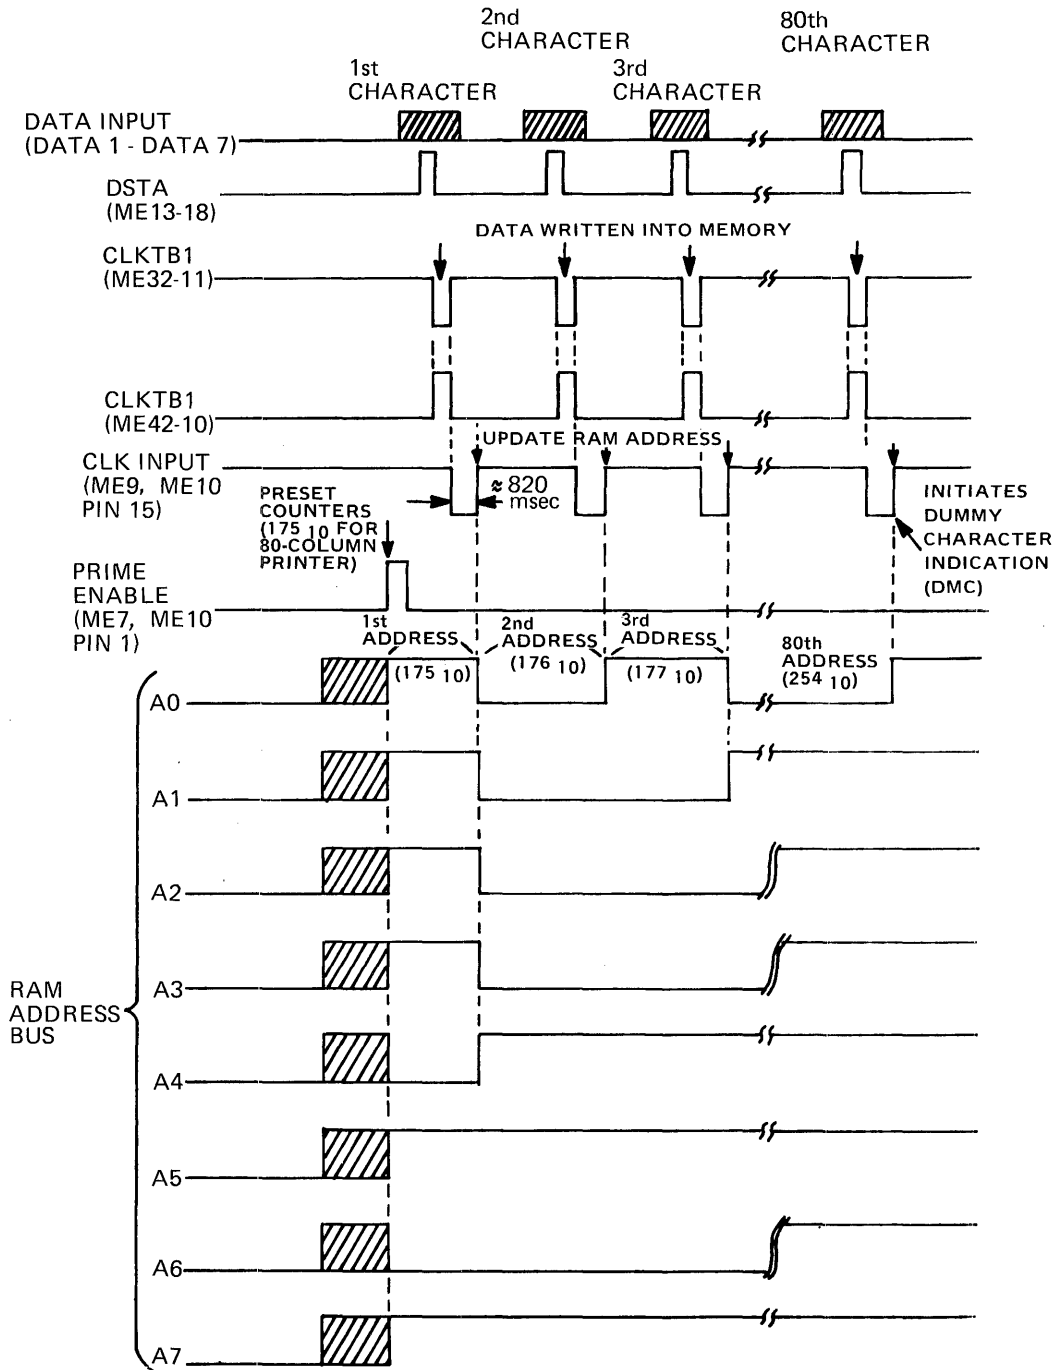 2nd
CHARACTER
80th
CHARACTER
1st
CHARACTER
3rd
CHARACTER
DATA INPUT
(DATA 1 - DATA 7)
DSTA
(ME13-18)
DATA WRITTEN INTO MEMORY
CLKTB1
(ME32-11)
CLKTB1
(ME42-10)
UPDATE RAM ADDRESS
CLK INPUT
(ME9, ME10
PIN 15)
≈ 820
msec
PRESET
COUNTERS
(175 10 FOR
80-COLUMN
PRINTER)
INITIATES
DUMMY
CHARACTER
INDICATION
(DMC)
PRIME
ENABLE
(ME7, ME10
PIN 1)
1st
ADDRESS
(175 10)
2nd
ADDRESS
(176 10)
3rd
ADDRESS
(177 10)
80th
ADDRESS
(254 10)
A0
A1
A2
A3
RAM
ADDRESS
BUS
A4
A5
A6
A7